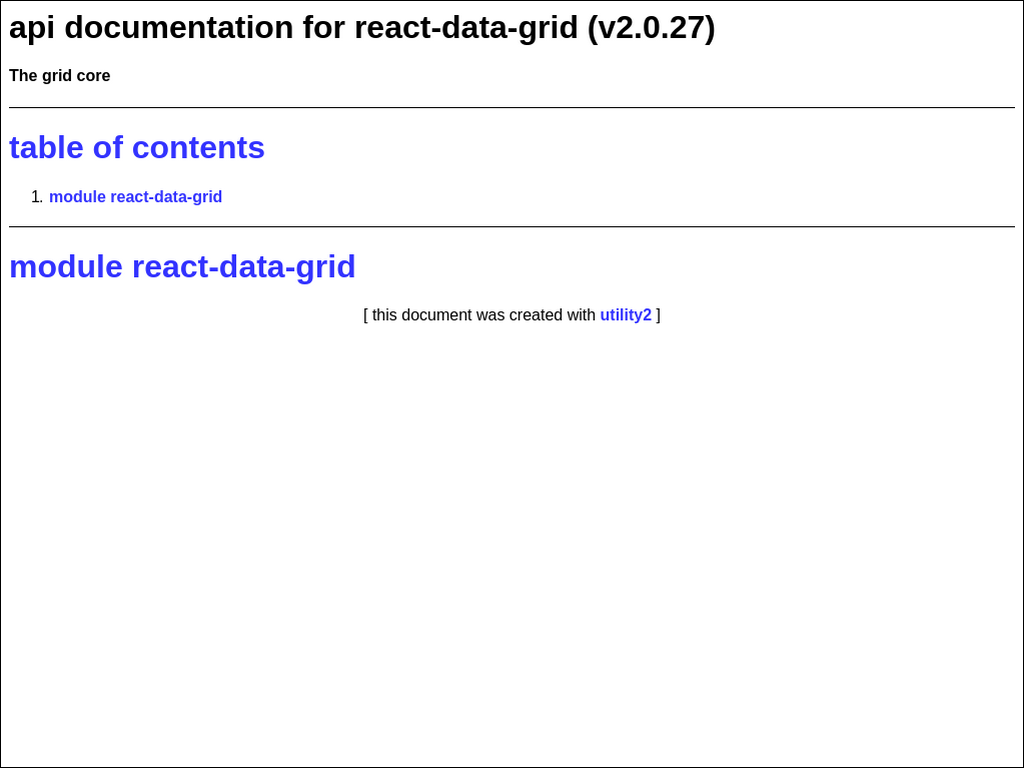 api documentation for react-data-grid (v2.0.27)
The grid core
table of contents
1. module react-data-grid
module react-data-grid
[ this document was created with utility2 ]